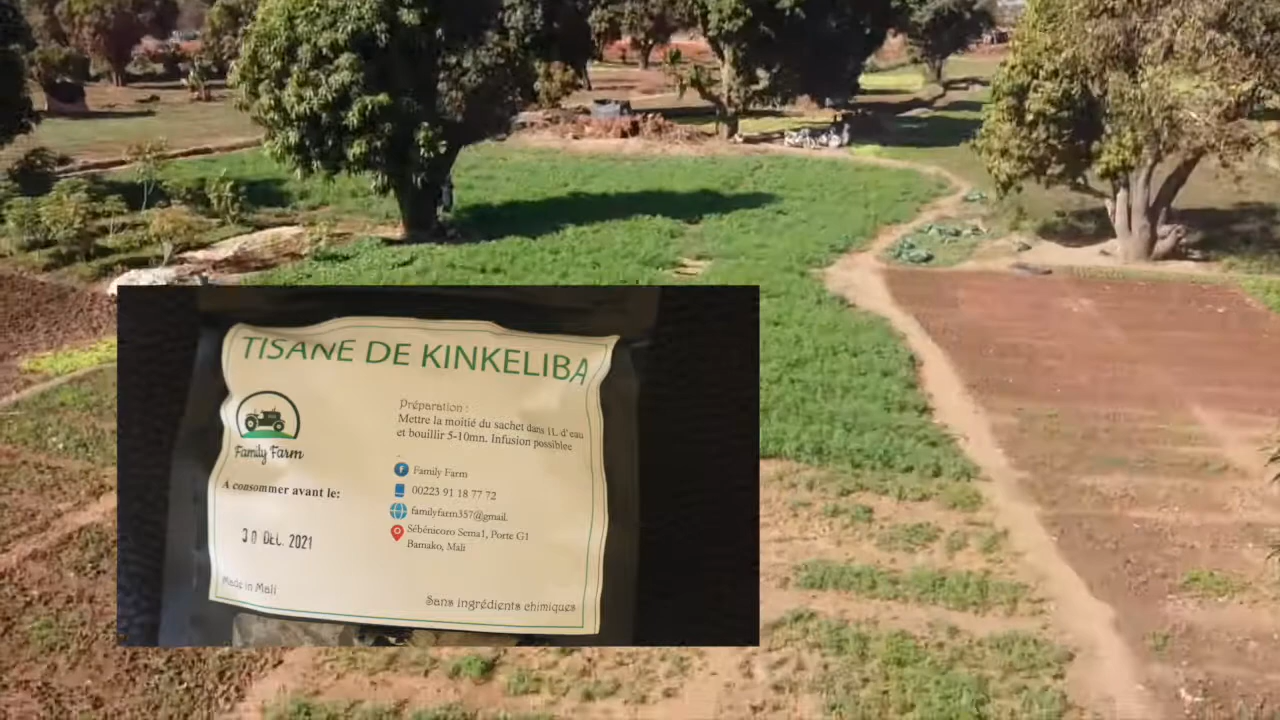 TISANE DE KINKELIBA
Family Farm
Préparation :
Mettre la moitié du sachet dans 1L d'eau
et bouillir 5-10mn. Infusion possiblee
Family Farm
00223 91 18 77 72
familyfarm357@gmail.
Sébénicoro Sema1, Porte G1
Bamako, Mali
A consommer avant le:
30 DEC. 2021
Made in Mali
Sans ingrédients chimiques